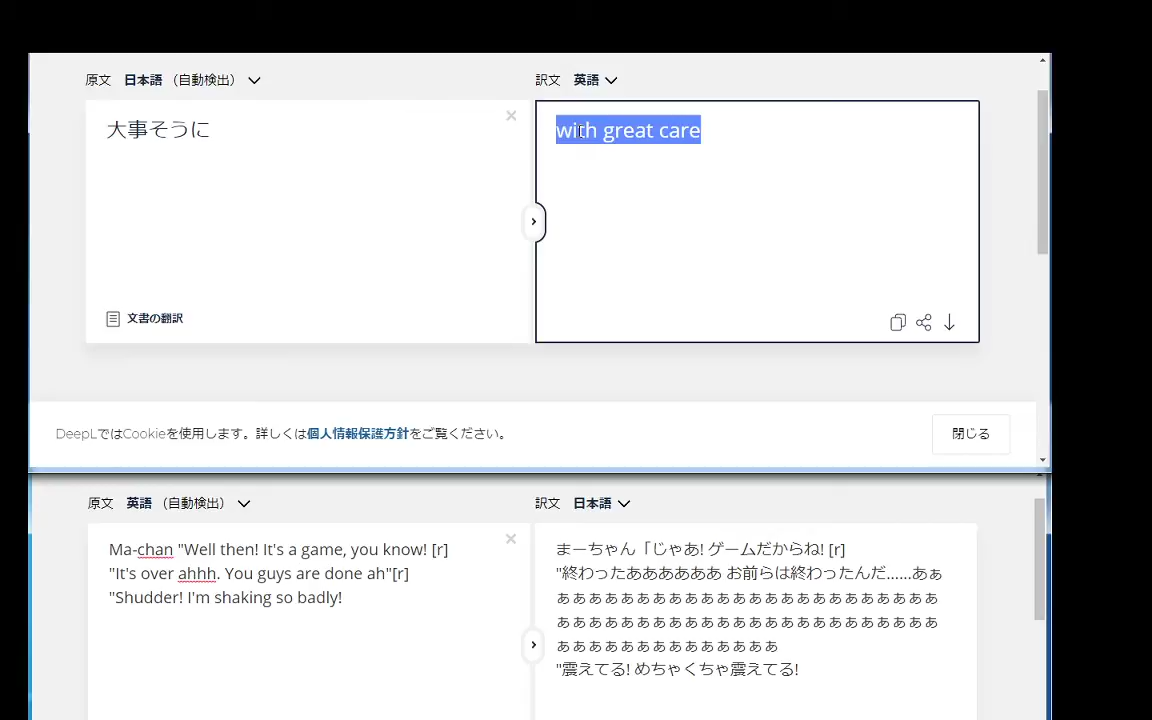 原文 日本語 （自動検出）
訳文 英語
大事そうに
with great care
文書の翻訳
DeepLではCookieを使用します。詳しくは個人情報保護方針をご覧ください。
閉じる
原文 英語 （自動検出）
訳文 日本語
Ma-chan "Well then! It's a game, you know! [r]
"It's over ahhh. You guys are done ah"[r]
"Shudder! I'm shaking so badly!
まーちゃん「じゃあ! ゲームだからね! [r]
"終わったああああああ お前らは終わったんだ……あぁ
ああああああああああああああああああああああああ
ああああああああああああああああああああああああ
ああああああああああああああ
"震えてる! めちゃくちゃ震えてる!